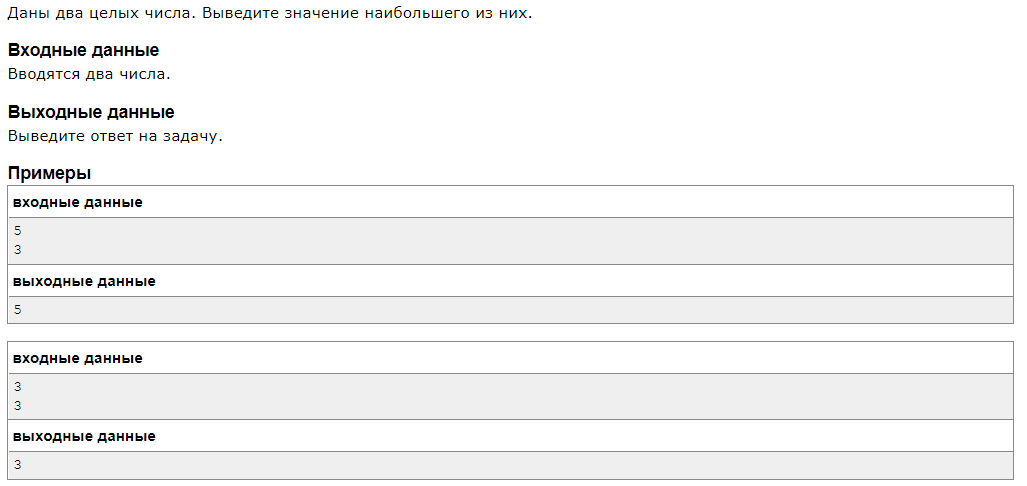 Даны два целых числа. Выведите значение наибольшего из них.
Входные данные
Вводятся два числа.
Выходные данные
Выведите ответ на задачу.
Примеры
входные данные
5
3
выходные данные
5
входные данные
3
3
выходные данные
3